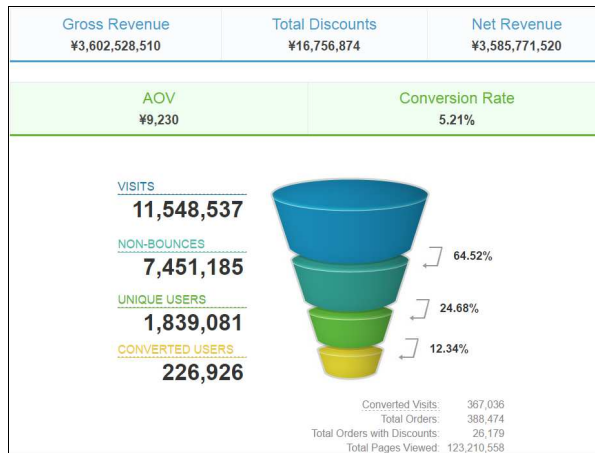 Gross Revenue
¥3,602,528,510
Total Discounts
¥16,756,874
Net Revenue
¥3,585,771,520
AOV
¥9,230
Conversion Rate
5.21%
VISITS
11,548,537
NON-BOUNCES
7,451,185
64.52%
UNIQUE USERS
1,839,081
24.68%
CONVERTED USERS
226,926
12.34%
Converted Visits: 367,036
Total Orders: 388,474
Total Orders with Discounts: 26,179
Total Pages Viewed: 123,210,558